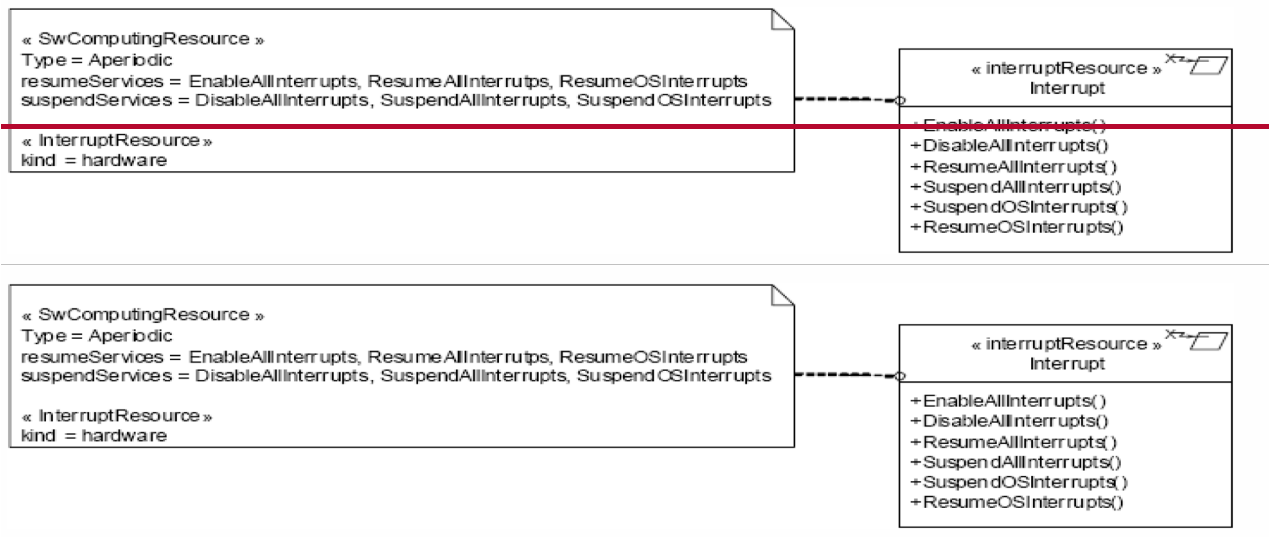 « SwComputingResource »
Type = Aperiodic
resumeServices = EnableAllInterrupts, ResumeAllInterrutps, ResumeOSInterrupts
suspendServices = DisableAllInterrupts, SuspendAllInterrupts, SuspendOSInterrupts
« InterruptResource »
kind = hardware
« interruptResource »
Interrupt
+EnableAllInterrupts()
+DisableAllInterrupts()
+ResumeAllInterrupts()
+SuspendAllInterrupts()
+SuspendOSInterrupts()
+ResumeOSInterrupts()
« SwComputingResource »
Type = Aperiodic
resumeServices = EnableAllInterrupts, ResumeAllInterrutps, ResumeOSInterrupts
suspendServices = DisableAllInterrupts, SuspendAllInterrupts, SuspendOSInterrupts
« InterruptResource »
kind = hardware
« interruptResource »
Interrupt
+EnableAllInterrupts()
+DisableAllInterrupts()
+ResumeAllInterrupts()
+SuspendAllInterrupts()
+SuspendOSInterrupts()
+ResumeOSInterrupts()